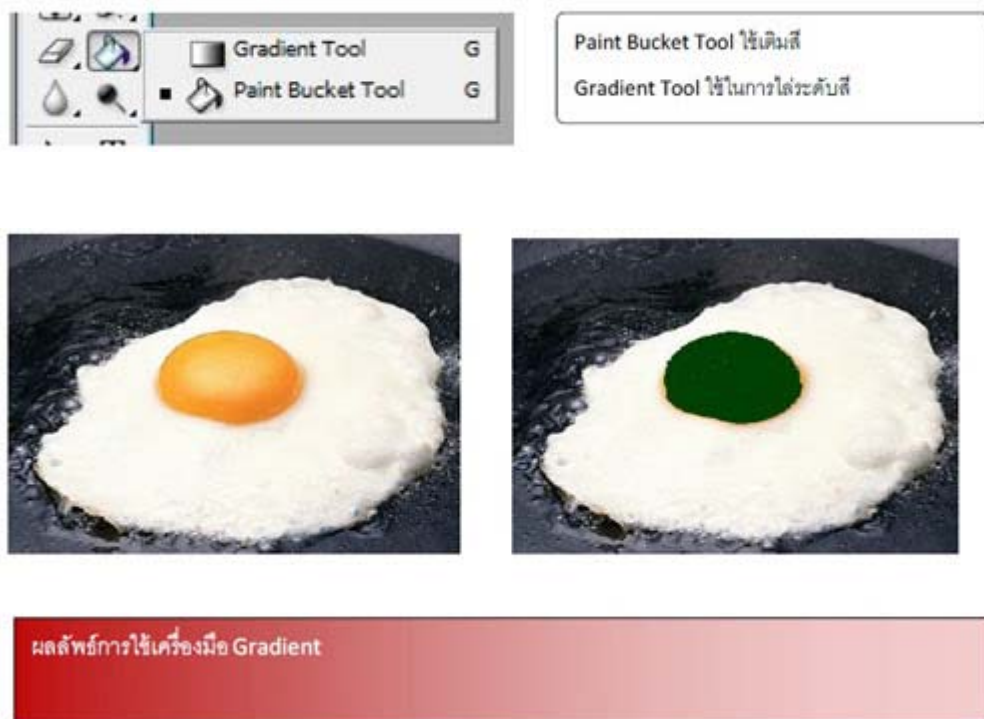 Gradient Tool G
Paint Bucket Tool G
Paint Bucket Tool ใช้เติมสี
Gradient Tool ใช้ในการไล่ระดับสี
ผลลัพธ์การใช้เครื่องมือ Gradient